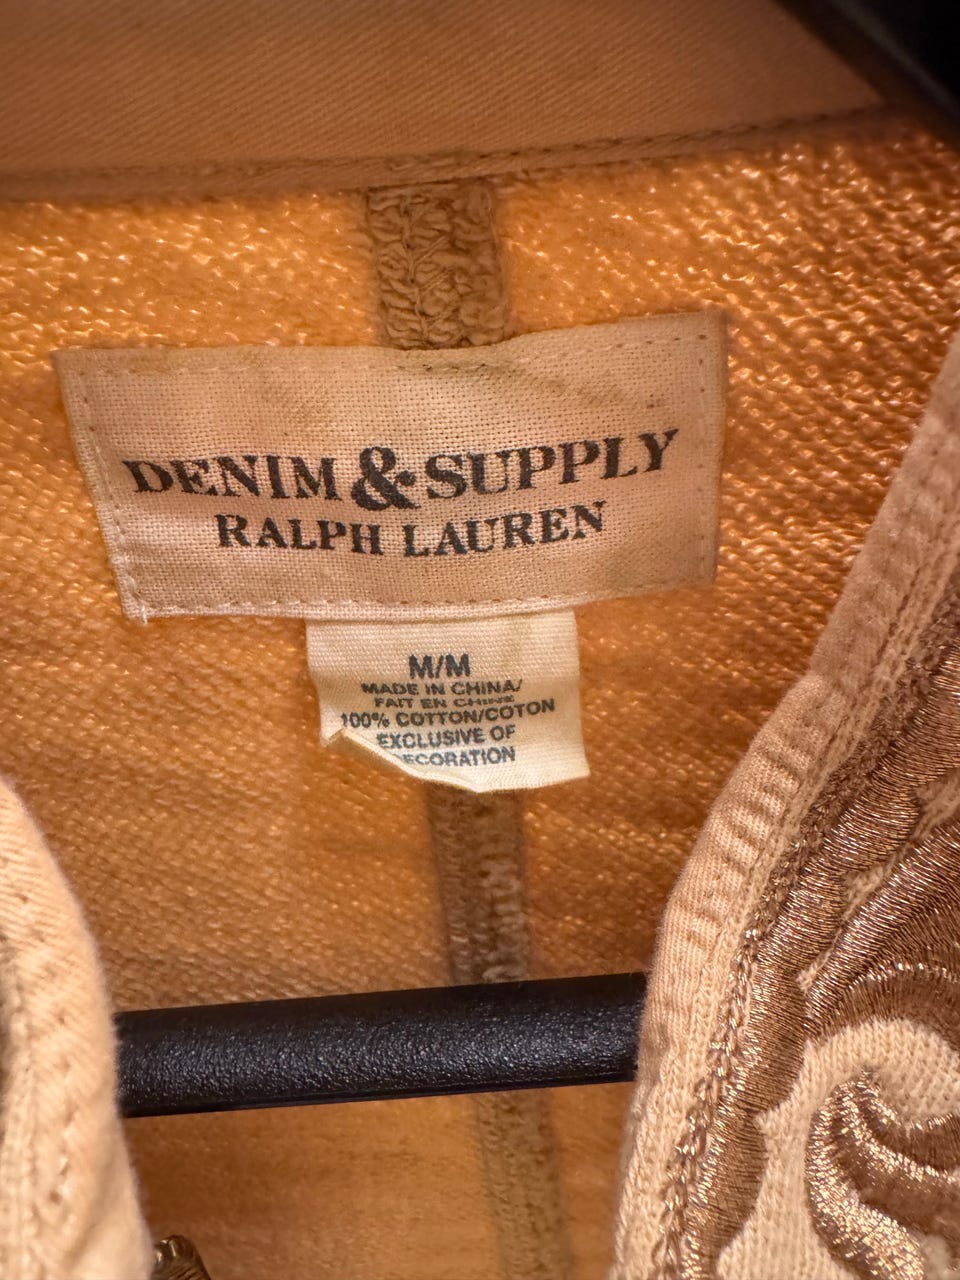 DENIM & SUPPLY
RALPH LAUREN
M/M
MADE IN CHINA/
FAIT EN CHINE
100% COTTON/COTON
EXCLUSIVE OF
DECORATION